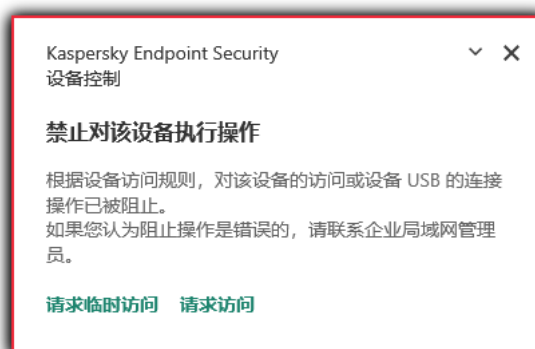 Kaspersky Endpoint Security
设备控制
禁止对该设备执行操作
根据设备访问规则，对该设备的访问或设备 USB 的连接
操作已被阻止。
如果您认为阻止操作是错误的，请联系企业局域网管理
员。
请求临时访问 请求访问